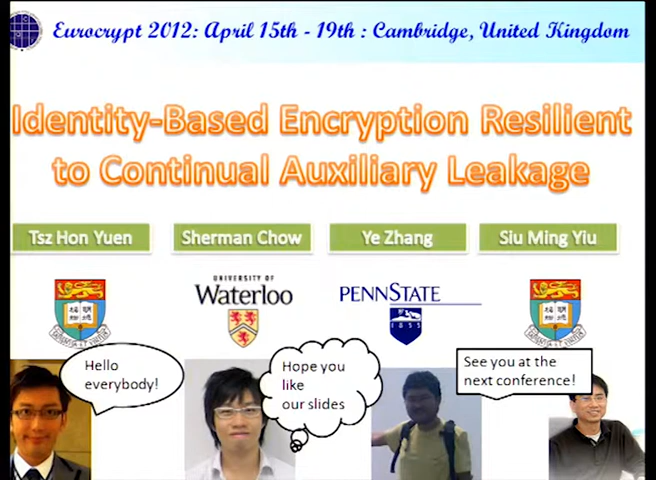 Eurocrypt 2012: April 15th - 19th : Cambridge, United Kingdom
Identity-Based Encryption Resilient
to Continual Auxiliary Leakage
Tsz Hon Yuen
Sherman Chow
Ye Zhang
Siu Ming Yiu
UNIVERSITY OF
Waterloo
PENNSTATE
1855
Hello
everybody!
Hope you
like
our slides
See you at the
next conference!